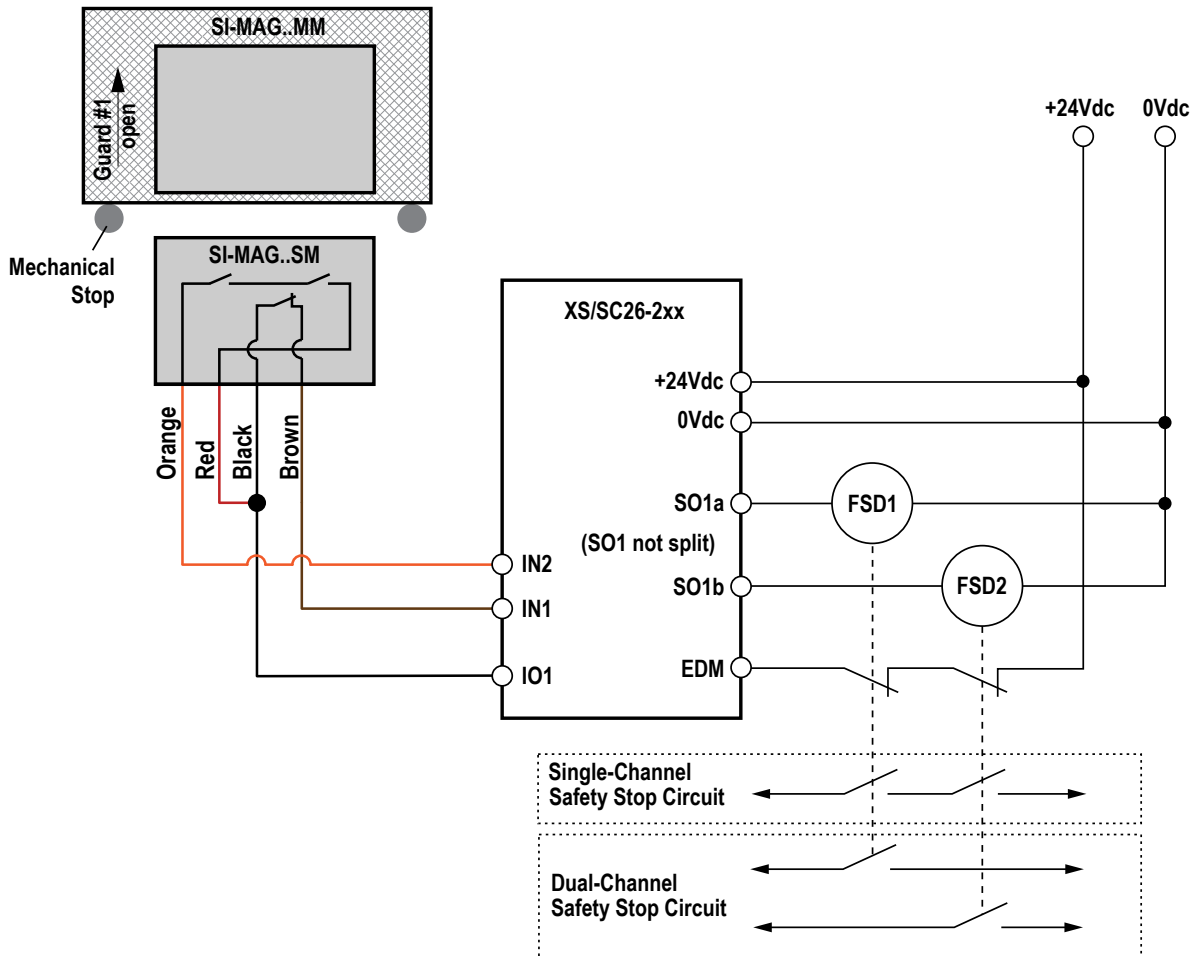 SI-MAG..MM
Guard #1
open
Mechanical
Stop
SI-MAG..SM
Orange
Red
Black
Brown
XS/SC26-2xx
+24Vdc
0Vdc
+24Vdc
0Vdc
SO1a
FSD1
(SO1 not split)
IN2
SO1b
FSD2
IN1
IO1
EDM
Single-Channel
Safety Stop Circuit
Dual-Channel
Safety Stop Circuit